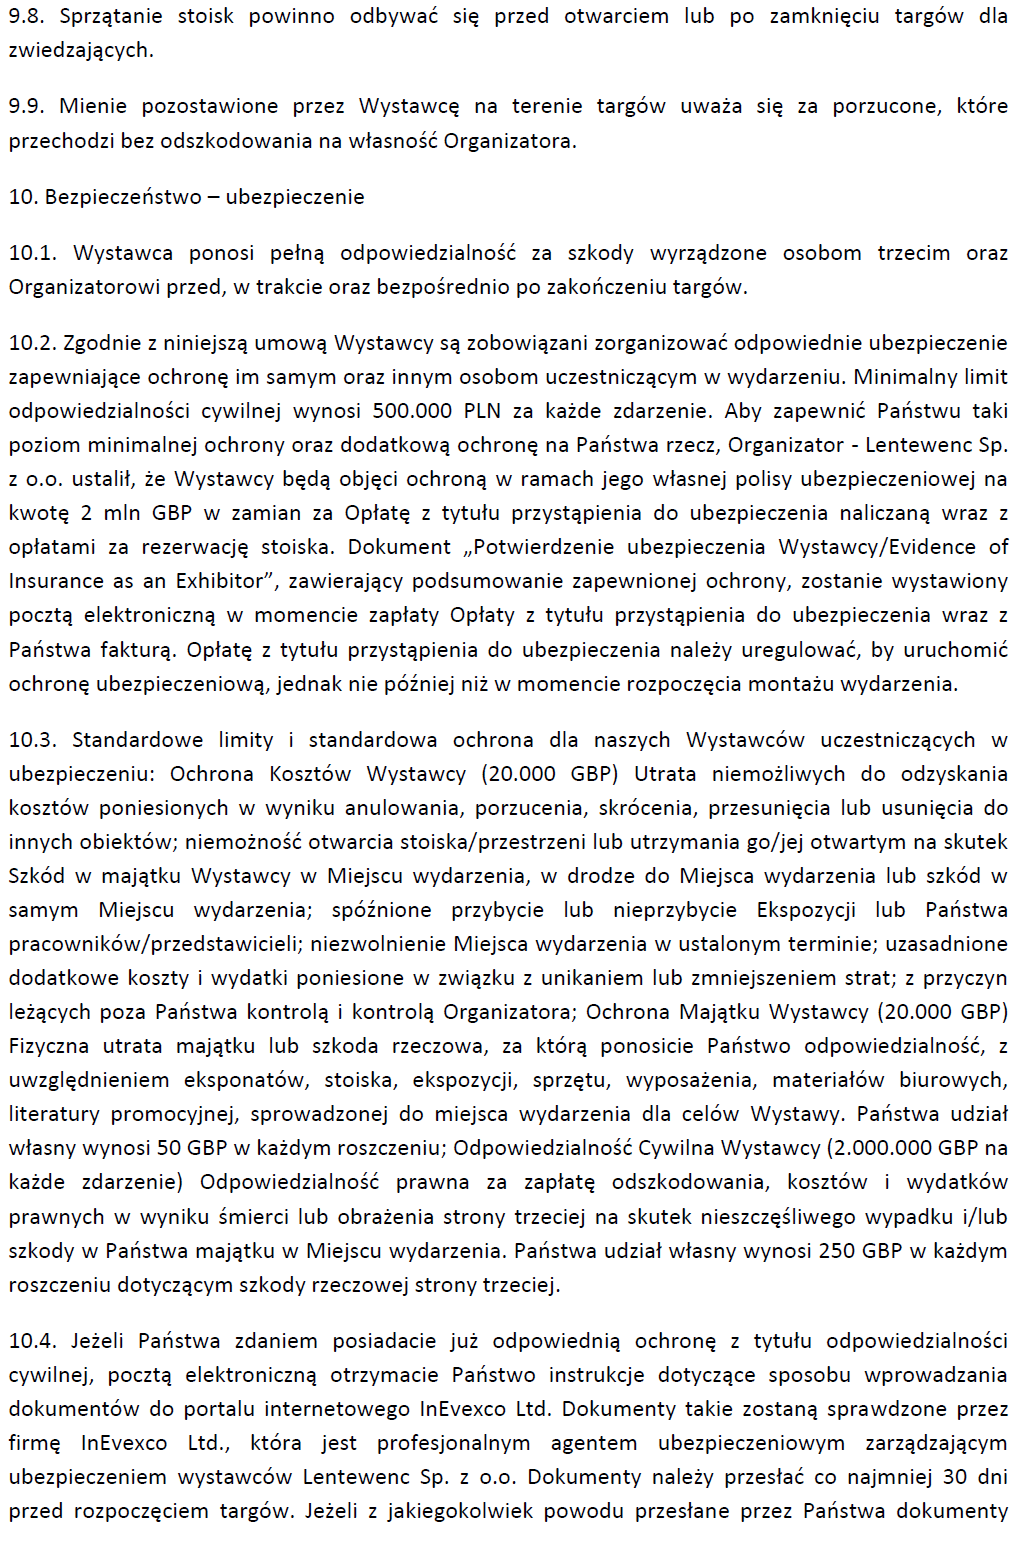 9.8. Sprzątanie stoisk powinno odbywać się przed otwarciem lub po zamknięciu targów dla
zwiedzających.
9.9. Mienie pozostawione przez Wystawcę na terenie targów uważa się za porzucone, które
przechodzi bez odszkodowania na własność Organizatora.
10. Bezpieczeństwo – ubezpieczenie
10.1. Wystawca ponosi pełną odpowiedzialność za szkody wyrządzone osobom trzecim oraz
Organizatorowi przed, w trakcie oraz bezpośrednio po zakończeniu targów.
10.2. Zgodnie z niniejszą umową Wystawcy są zobowiązani zorganizować odpowiednie ubezpieczenie
zapewniające ochronę im samym oraz innym osobom uczestniczącym w wydarzeniu. Minimalny limit
odpowiedzialności cywilnej wynosi 500.000 PLN za każde zdarzenie. Aby zapewnić Państwu taki
poziom minimalnej ochrony oraz dodatkową ochronę na Państwa rzecz, Organizator - Lentewenc Sp.
z o.o. ustalił, że Wystawcy będą objęci ochroną w ramach jego własnej polisy ubezpieczeniowej na
kwotę 2 mln GBP w zamian za Opłatę z tytułu przystąpienia do ubezpieczenia naliczaną wraz z
opłatami za rezerwację stoiska. Dokument „Potwierdzenie ubezpieczenia Wystawcy/Evidence of
Insurance as an Exhibitor”, zawierający podsumowanie zapewnionej ochrony, zostanie wystawiony
pocztą elektroniczną w momencie zapłaty Opłaty z tytułu przystąpienia do ubezpieczenia wraz z
Państwa fakturą. Opłatę z tytułu przystąpienia do ubezpieczenia należy uregulować, by uruchomić
ochronę ubezpieczeniową, jednak nie później niż w momencie rozpoczęcia montażu wydarzenia.
10.3. Standardowe limity i standardowa ochrona dla naszych Wystawców uczestniczących w
ubezpieczeniu: Ochrona Kosztów Wystawcy (20.000 GBP) Utrata niemożliwych do odzyskania
kosztów poniesionych w wyniku anulowania, porzucenia, skrócenia, przesunięcia lub usunięcia do
innych obiektów; niemożność otwarcia stoiska/przestrzeni lub utrzymania go/jej otwartym na skutek
Szkód w majątku Wystawcy w Miejscu wydarzenia, w drodze do Miejsca wydarzenia lub szkód w
samym Miejscu wydarzenia; spóźnione przybycie lub nieprzybycie Ekspozycji lub Państwa
pracowników/przedstawicieli; niezwolnienie Miejsca wydarzenia w ustalonym terminie; uzasadnione
dodatkowe koszty i wydatki poniesione w związku z unikaniem lub zmniejszeniem strat; z przyczyn
leżących poza Państwa kontrolą i kontrolą Organizatora; Ochrona Majątku Wystawcy (20.000 GBP)
Fizyczna utrata majątku lub szkoda rzeczowa, za którą ponosicie Państwo odpowiedzialność, z
uwzględnieniem eksponatów, stoiska, ekspozycji, sprzętu, wyposażenia, materiałów biurowych,
literatury promocyjnej, sprowadzonej do miejsca wydarzenia dla celów Wystawy. Państwa udział
własny wynosi 50 GBP w każdym roszczeniu; Odpowiedzialność Cywilna Wystawcy (2.000.000 GBP na
każde zdarzenie) Odpowiedzialność prawna za zapłatę odszkodowania, kosztów i wydatków
prawnych w wyniku śmierci lub obrażenia strony trzeciej na skutek nieszczęśliwego wypadku i/lub
szkody w Państwa majątku w Miejscu wydarzenia. Państwa udział własny wynosi 250 GBP w każdym
roszczeniu dotyczącym szkody rzeczowej strony trzeciej.
10.4. Jeżeli Państwa zdaniem posiadacie już odpowiednią ochronę z tytułu odpowiedzialności
cywilnej, pocztą elektroniczną otrzymacie Państwo instrukcje dotyczące sposobu wprowadzania
dokumentów do portalu internetowego InEvexco Ltd. Dokumenty takie zostaną sprawdzone przez
firmę InEvexco Ltd., która jest profesjonalnym agentem ubezpieczeniowym zarządzającym
ubezpieczeniem wystawców Lentewenc Sp. z o.o. Dokumenty należy przesłać co najmniej 30 dni
przed rozpoczęciem targów. Jeżeli z jakiegokolwiek powodu przesłane przez Państwa dokumenty